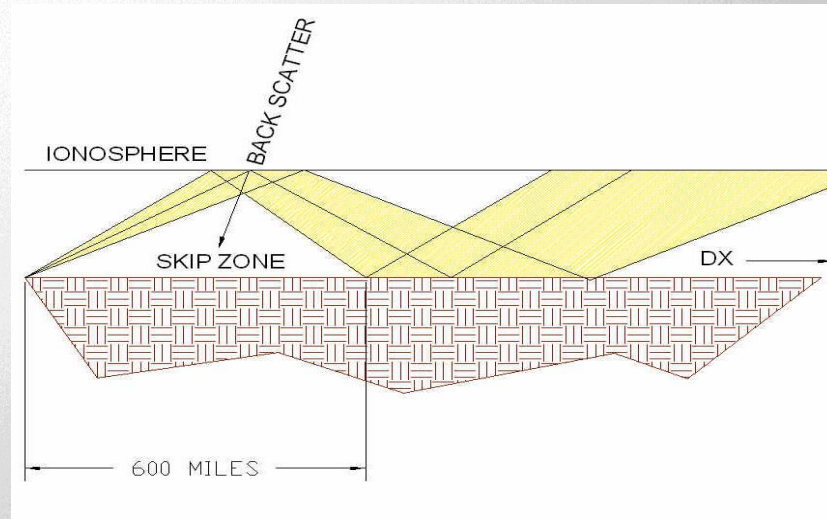 BACK SCATTER
IONOSPHERE
SKIP ZONE
DX
600 MILES